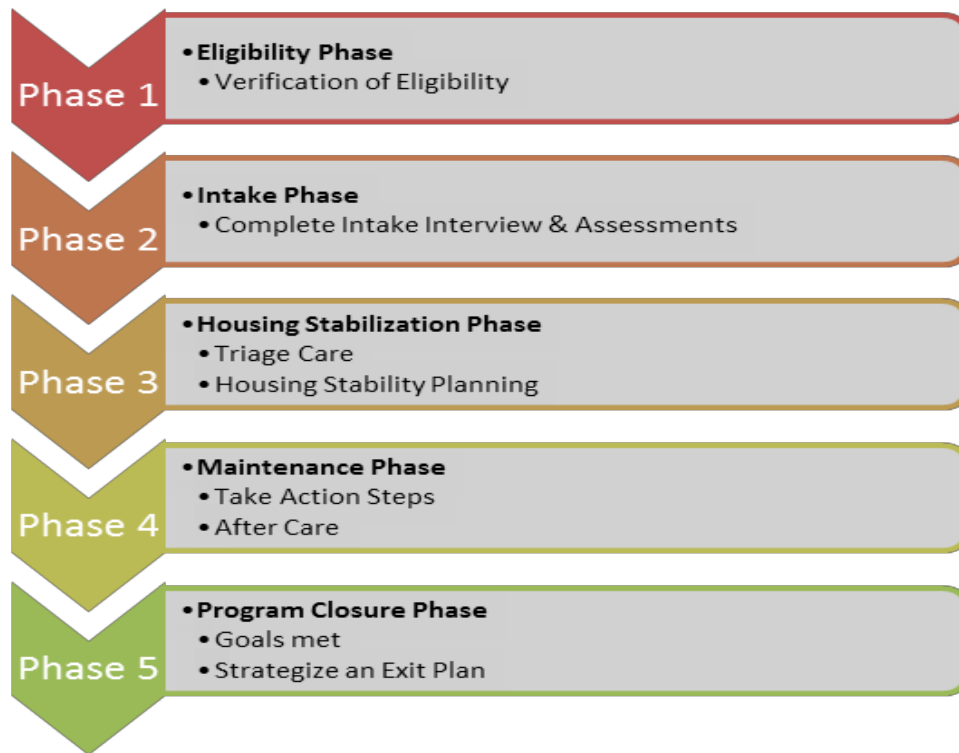 Phase 1
•Eligibility Phase
•Verification of Eligibility
Phase 2
•Intake Phase
•Complete Intake Interview & Assessments
Phase 3
•Housing Stabilization Phase
•Triage Care
•Housing Stability Planning
Phase 4
•Maintenance Phase
•Take Action Steps
•After Care
Phase 5
•Program Closure Phase
•Goals met
•Strategize an Exit Plan